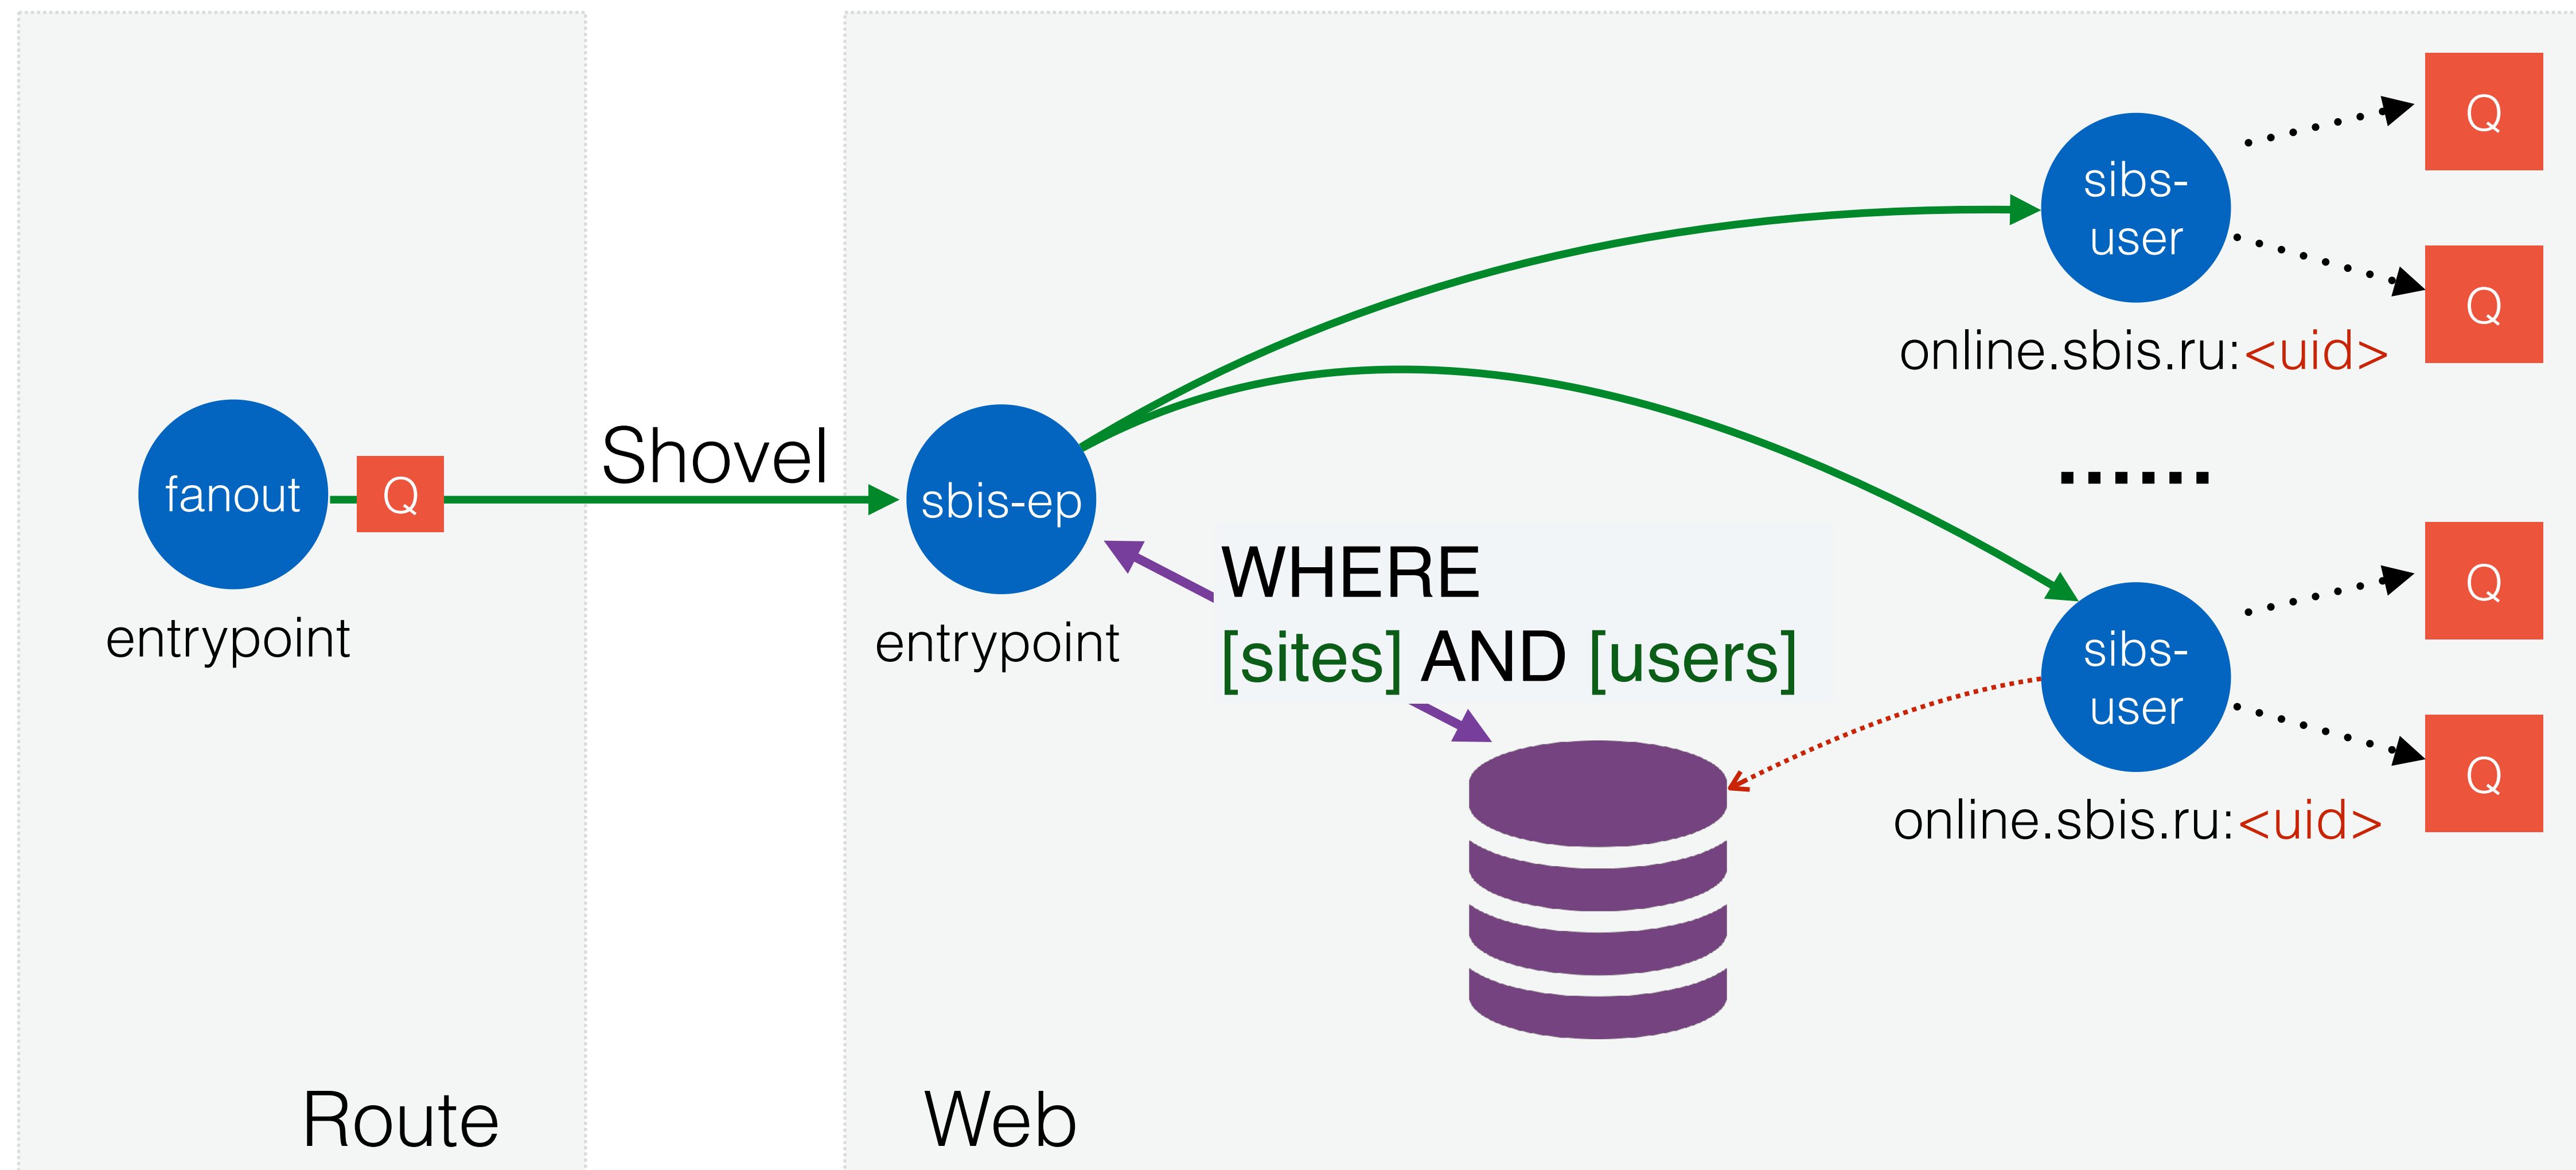 fanout
Q
entrypoint
Shovel
sbis-ep
entrypoint
WHERE
[sites] AND [users]
sibs-
user
Q
Q
online.sbis.ru:<uid>
......
sibs-
user
Q
Q
online.sbis.ru:<uid>
Route
Web